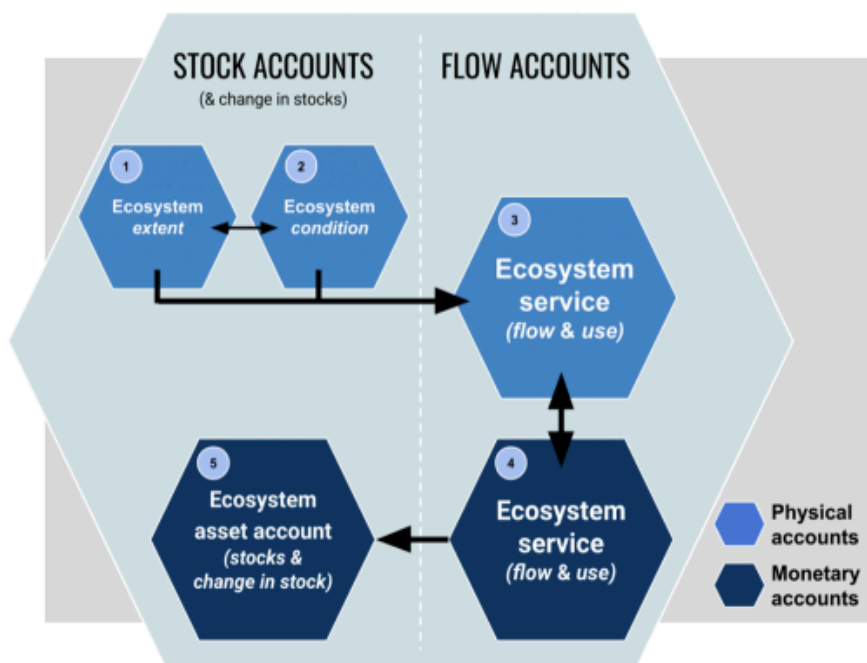 STOCK ACCOUNTS
(& change in stocks)
FLOW ACCOUNTS
1
Ecosystem
extent
2
Ecosystem
condition
3
Ecosystem
service
(flow & use)
5
Ecosystem
asset account
(stocks &
change in stock)
4
Ecosystem
service
(flow & use)
Physical
accounts
Monetary
accounts